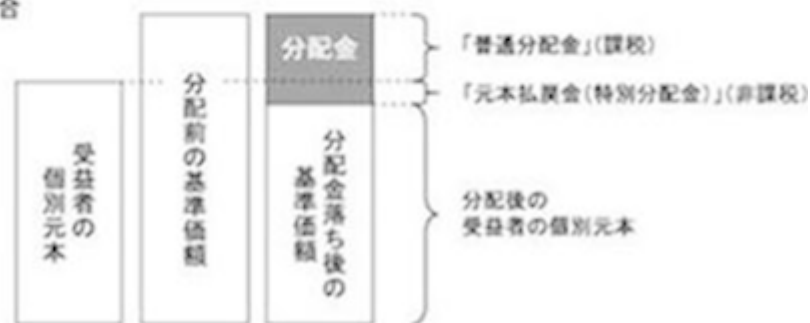 合
受益者の
個別元本
分配前の基準価額
分配金
分配金落ち後の
基準価額
「普通分配金」(課税)
「元本払戻金(特別分配金)」(非課税)
分配後の
受益者の個別元本